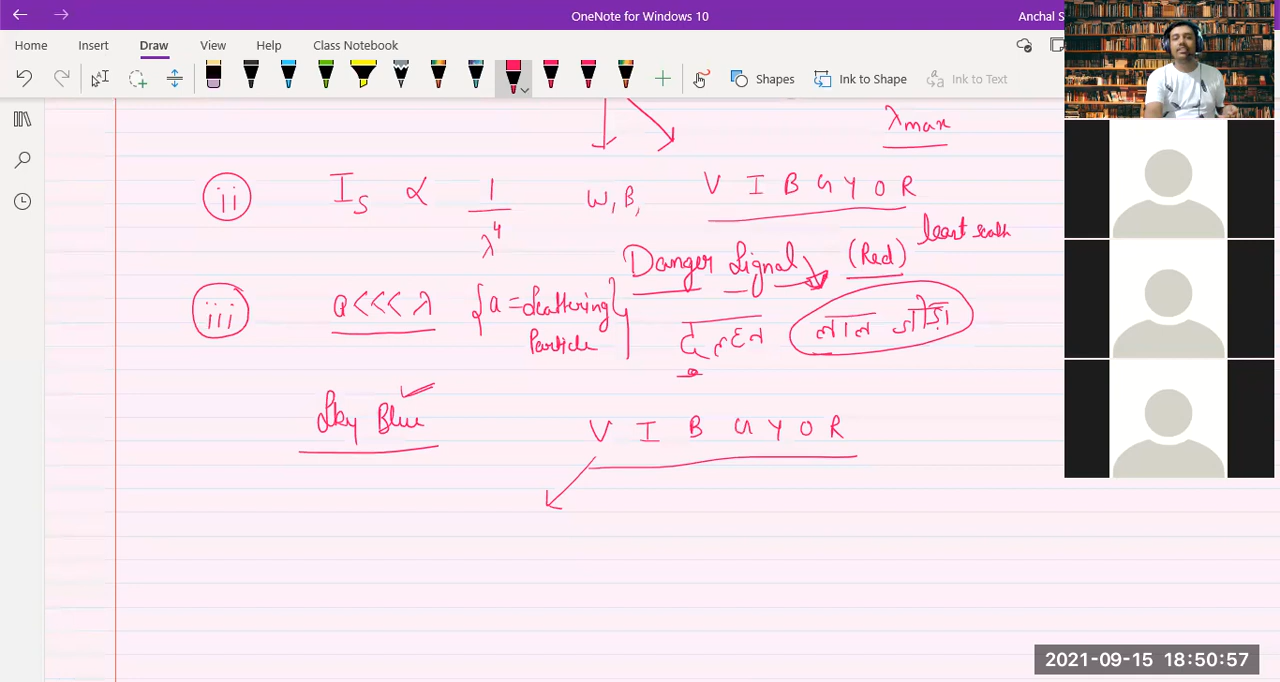 OneNote for Windows 10
Anchal S
Home Insert Draw View Help Class Notebook
Shapes Ink to Shape Ink to Text
λmax
ii I_S ∝ 1/λ^4 W, B, V I B G Y O R
least scatt
Danger Signal (Red)
iii a <<< λ {a = Scattering Particle}
Sky Blue
V I B G Y O R
2021-09-15 18:50:57